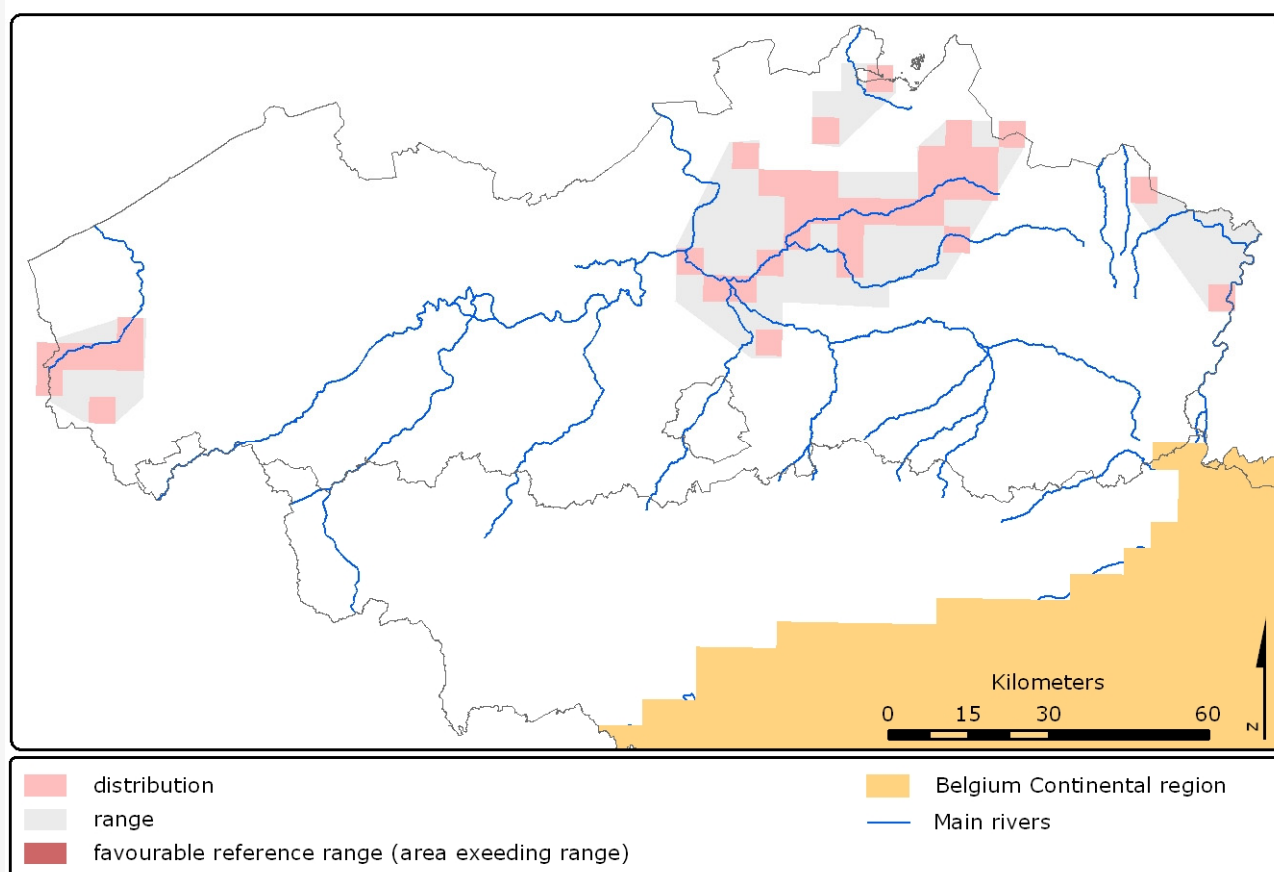 Kilometers
0 15 30 60
N
distribution
range
favourable reference range (area exeeding range)
Belgium Continental region
Main rivers